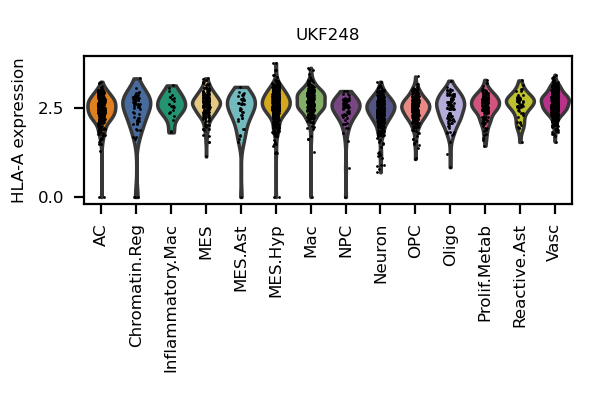 UKF248
HLA-A expression
2.5
0.0
AC
Chromatin.Reg
Inflammatory.Mac
MES
MES.Ast
MES.Hyp
Mac
NPC
Neuron
OPC
Oligo
Prolif.Metab
Reactive.Ast
Vasc